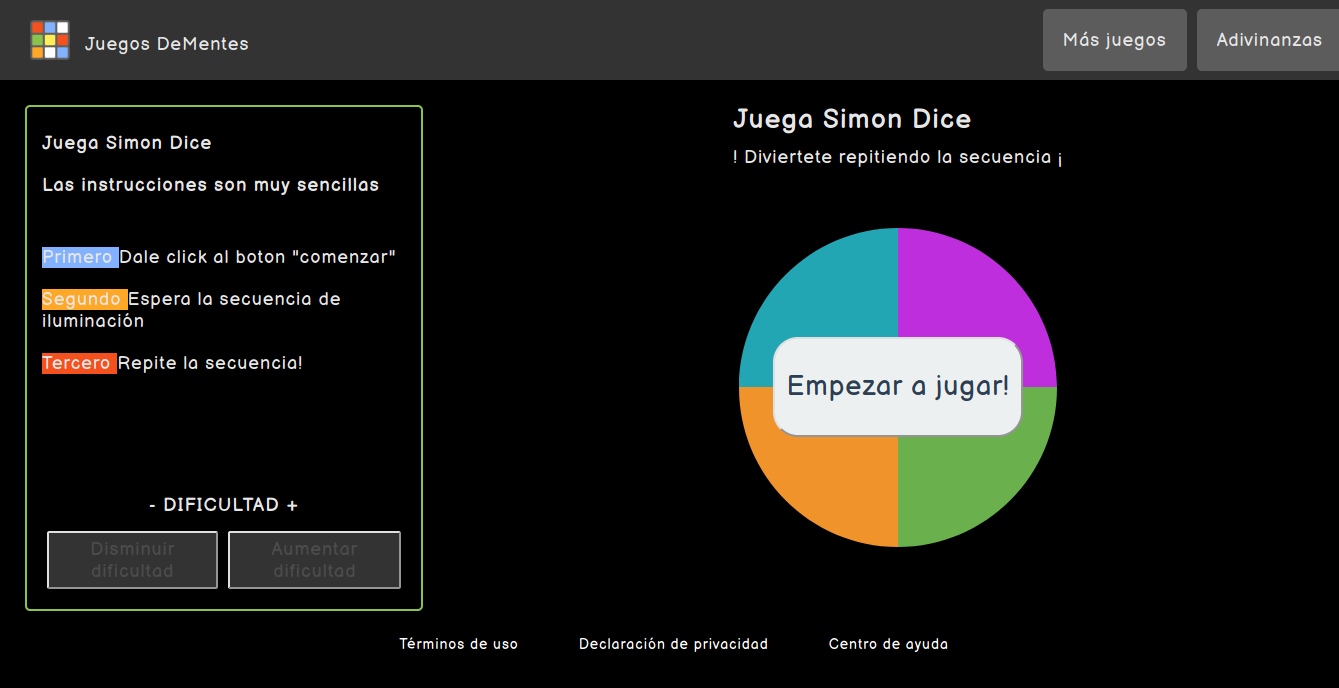 Juegos DeMentes
Más juegos
Adivinanzas
Juega Simon Dice
Las instrucciones son muy sencillas
Primero Dale click al boton "comenzar"
Segundo Espera la secuencia de
iluminación
Tercero Repite la secuencia!
- DIFICULTAD +
Disminuir
dificultad
Aumentar
dificultad
Juega Simon Dice
! Diviertete repitiendo la secuencia ¡
Empezar a jugar!
Términos de uso
Declaración de privacidad
Centro de ayuda